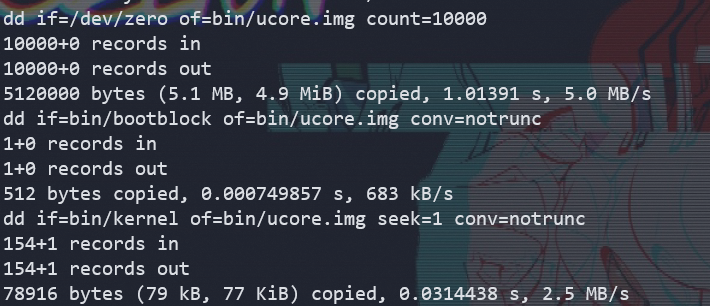 dd if=/dev/zero of=bin/ucore.img count=10000
10000+0 records in
10000+0 records out
5120000 bytes (5.1 MB, 4.9 MiB) copied, 1.01391 s, 5.0 MB/s
dd if=bin/bootblock of=bin/ucore.img conv=notrunc
1+0 records in
1+0 records out
512 bytes copied, 0.000749857 s, 683 kB/s
dd if=bin/kernel of=bin/ucore.img seek=1 conv=notrunc
154+1 records in
154+1 records out
78916 bytes (79 kB, 77 KiB) copied, 0.0314438 s, 2.5 MB/s